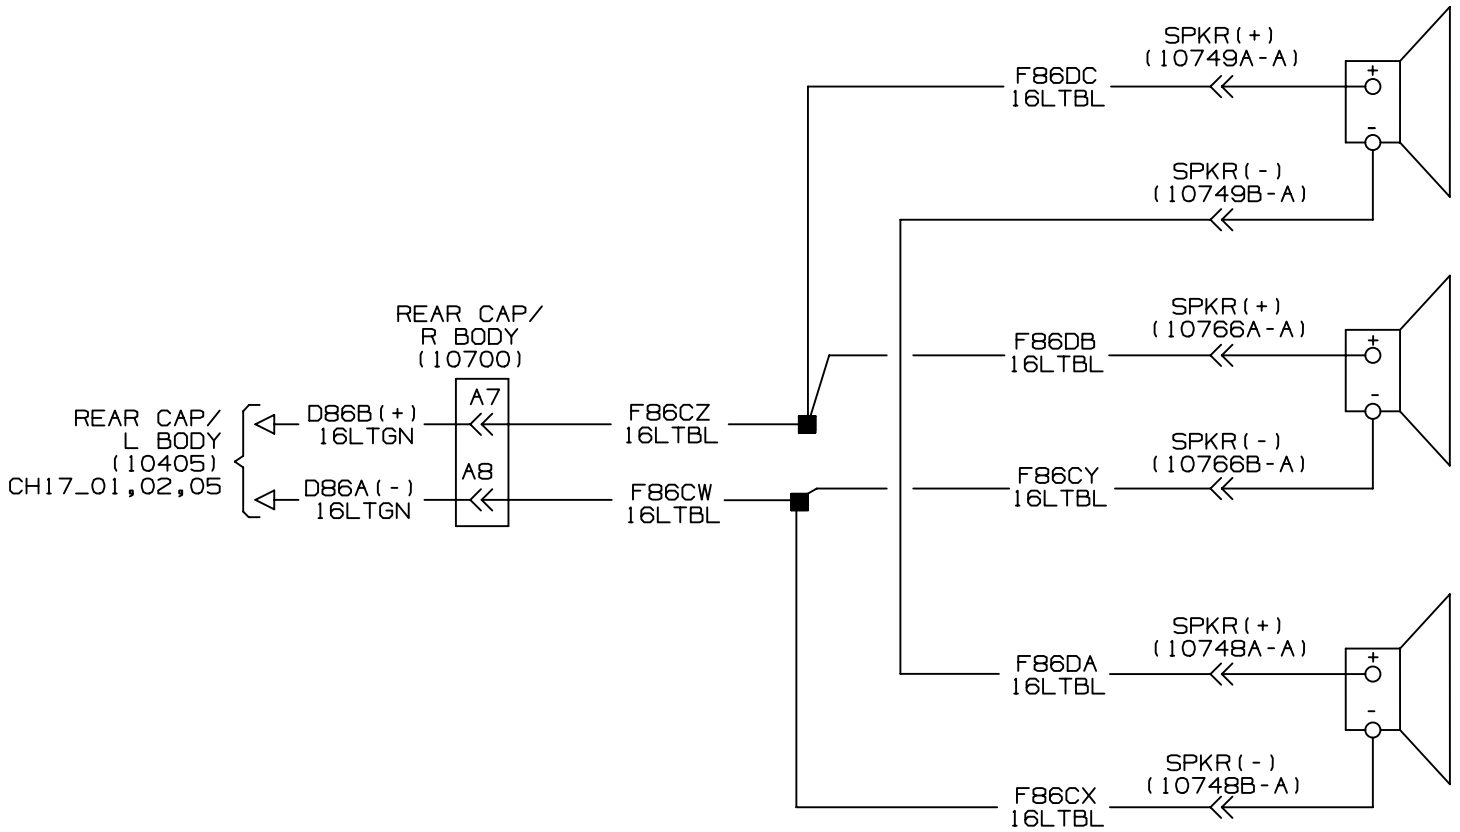 SPKR(+)
(10749A-A)
F86DC
16LTBL
+
-
SPKR(-)
(10749B-A)
REAR CAP/
R BODY
(10700)
SPKR(+)
(10766A-A)
F86DB
16LTBL
+
-
A7
REAR CAP/
L BODY
(10405)
CH17_01,02,05
D86B(+)
16LTGN
F86CZ
16LTBL
SPKR(-)
(10766B-A)
A8
D86A(-)
16LTGN
F86CW
16LTBL
F86CY
16LTBL
SPKR(+)
(10748A-A)
F86DA
16LTBL
+
-
SPKR(-)
(10748B-A)
F86CX
16LTBL